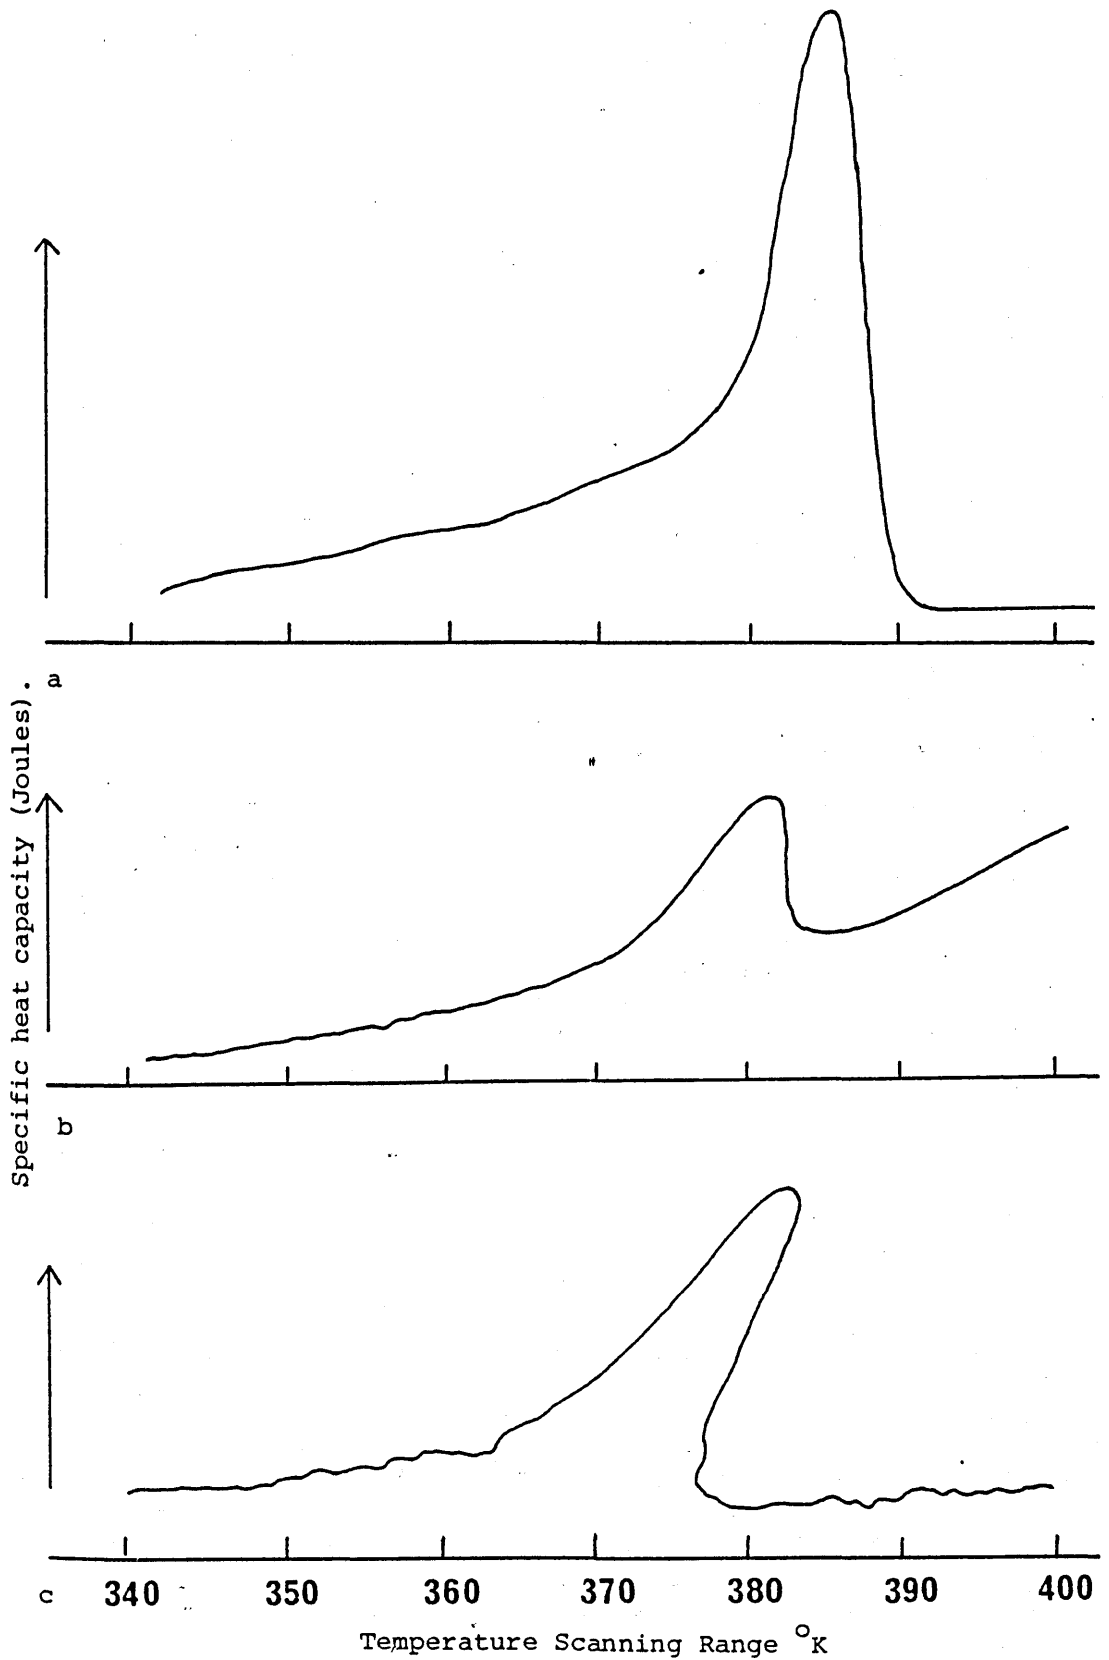 a
Specific heat capacity (Joules).
b
c 340 350 360 370 380 390 400
Temperature Scanning Range °K